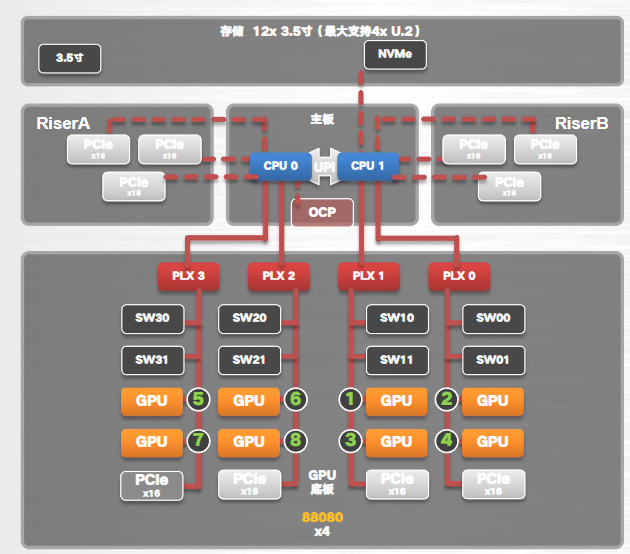 存储 12x 3.5寸（最大支持4x U.2）
3.5寸
NVMe
RiserA
主板
RiserB
PCIe
x16
PCIe
x16
PCIe
x16
CPU 0
UPI
CPU 1
OCP
PCIe
x16
PCIe
x16
PCIe
x16
PLX 3
PLX 2
PLX 1
PLX 0
SW30
SW20
SW10
SW00
SW31
SW21
SW11
SW01
GPU
5
GPU
6
1
GPU
2
GPU
GPU
7
GPU
8
3
GPU
4
GPU
PCIe
x16
PCIe
x16
GPU
底板
PCIe
x16
PCIe
x16
88080
x4